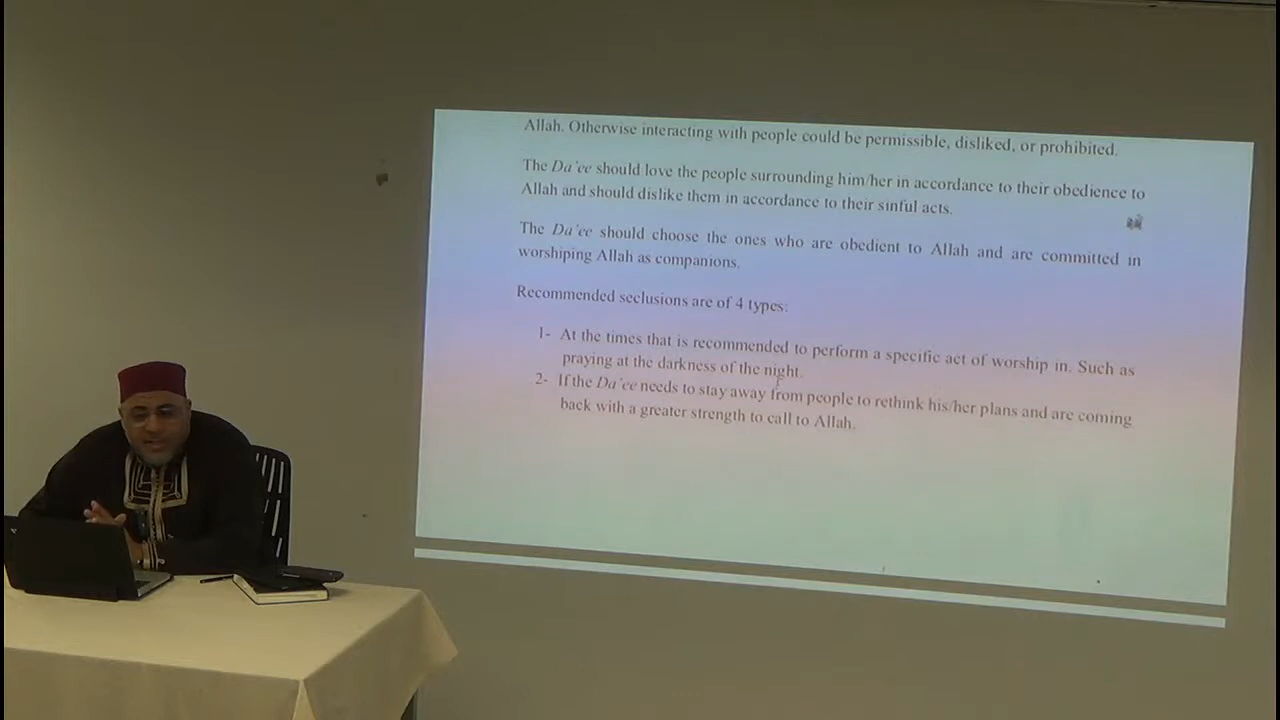 Allah. Otherwise interacting with people could be permissible, disliked, or prohibited.
The Da'ee should love the people surrounding him/her in accordance to their obedience to
Allah and should dislike them in accordance to their sinful acts.
The Da'ee should choose the ones who are obedient to Allah and are committed in
worshiping Allah as companions.
Recommended seclusions are of 4 types:
1- At the times that is recommended to perform a specific act of worship in. Such as
praying at the darkness of the night.
2- If the Da'ee needs to stay away from people to rethink his/her plans and are coming
back with a greater strength to call to Allah.